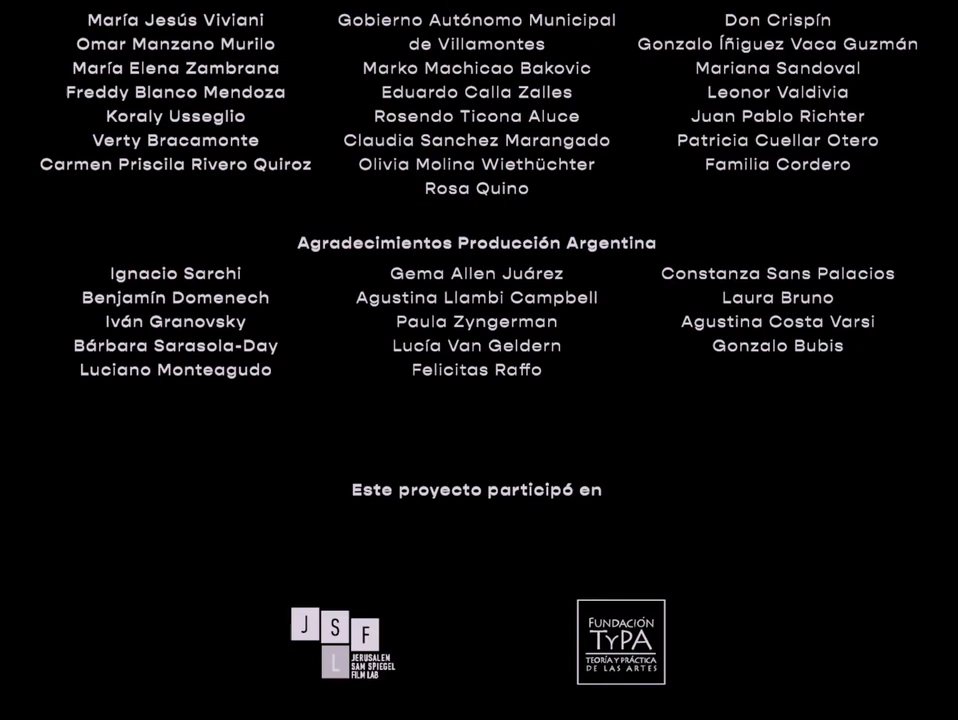 María Jesús Viviani
Omar Manzano Murilo
María Elena Zambrana
Freddy Blanco Mendoza
Koraly Usseglio
Verty Bracamonte
Carmen Priscila Rivero Quiroz
Gobierno Autónomo Municipal
de Villamontes
Marko Machicao Bakovic
Eduardo Calla Zalles
Rosendo Ticona Aluce
Claudia Sanchez Marangado
Olivia Molina Wiethüchter
Rosa Quino
Don Crispín
Gonzalo Íñiguez Vaca Guzmán
Mariana Sandoval
Leonor Valdivia
Juan Pablo Richter
Patricia Cuellar Otero
Familia Cordero
Agradecimientos Producción Argentina
Ignacio Sarchi
Benjamín Domenech
Iván Granovsky
Bárbara Sarasola-Day
Luciano Monteagudo
Gema Allen Juárez
Agustina Llambi Campbell
Paula Zyngerman
Lucía Van Geldern
Felicitas Raffo
Constanza Sans Palacios
Laura Bruno
Agustina Costa Varsi
Gonzalo Bubis
Este proyecto participó en
J S F
L
JERUSALEM
SAM SPIEGEL
FILM LAB
FUNDACIÓN
TyPA
TEORÍA Y PRÁCTICA
DE LAS ARTES